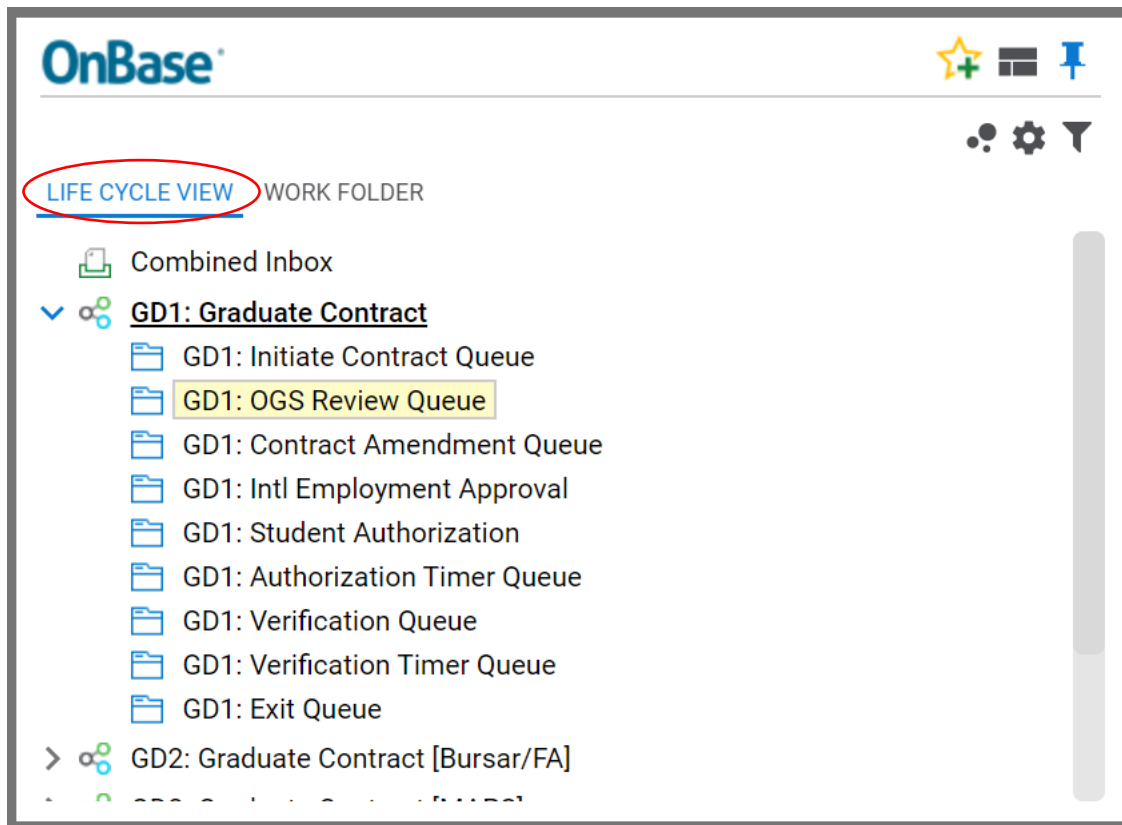 OnBase
LIFE CYCLE VIEW WORK FOLDER
Combined Inbox
GD1: Graduate Contract
GD1: Initiate Contract Queue
GD1: OGS Review Queue
GD1: Contract Amendment Queue
GD1: Intl Employment Approval
GD1: Student Authorization
GD1: Authorization Timer Queue
GD1: Verification Queue
GD1: Verification Timer Queue
GD1: Exit Queue
GD2: Graduate Contract [Bursar/FA]